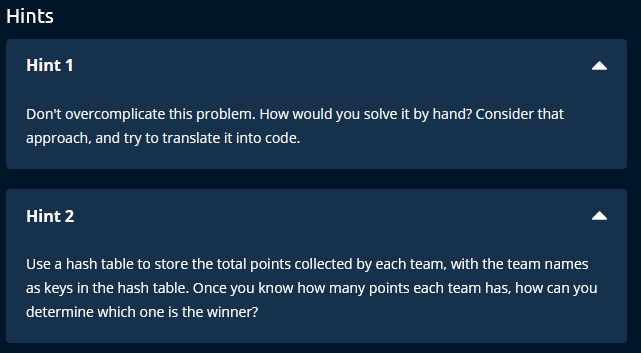 Hints
Hint 1
Don't overcomplicate this problem. How would you solve it by hand? Consider that
approach, and try to translate it into code.
Hint 2
Use a hash table to store the total points collected by each team, with the team names
as keys in the hash table. Once you know how many points each team has, how can you
determine which one is the winner?